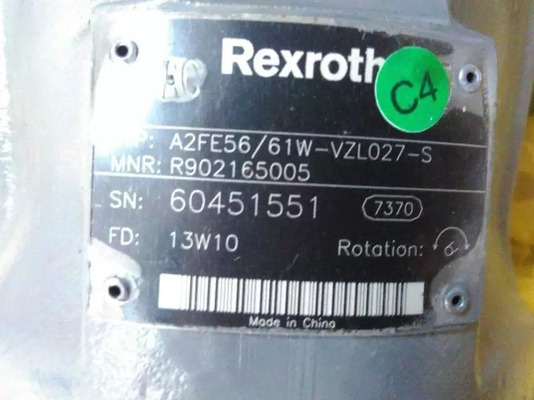 Rexroth
C4
P: A2FE56/61W-VZL027-S
MNR: R902165005
SN: 60451551 7370
FD: 13W10 Rotation:
Made in China